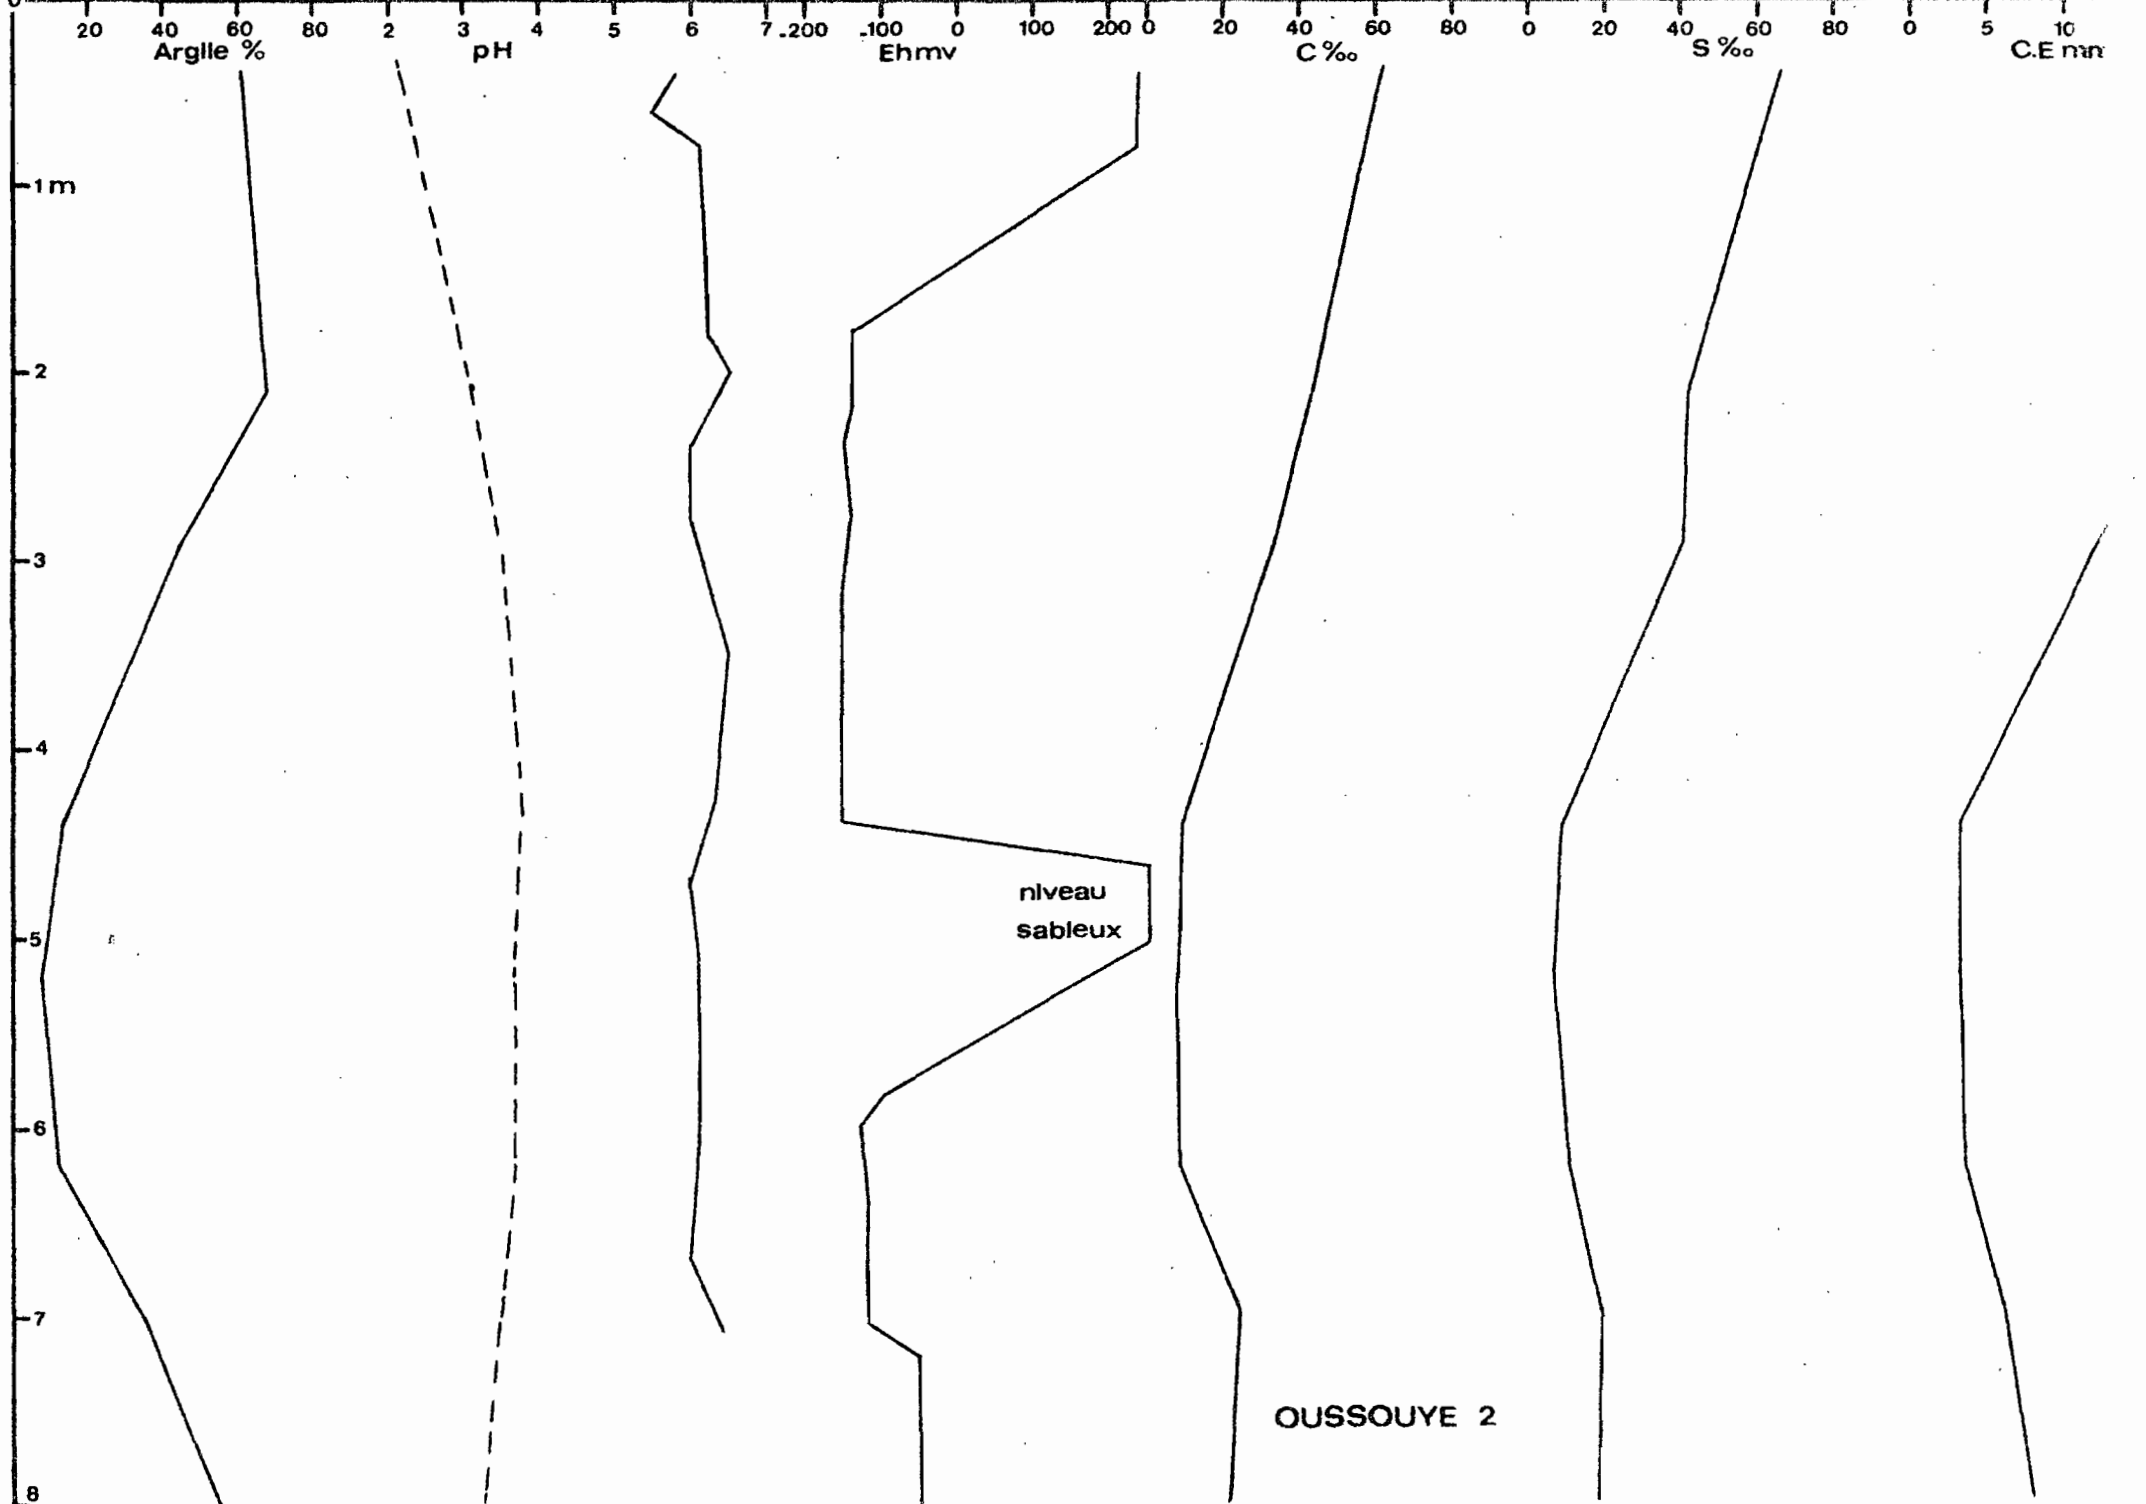 0 20 40 60 80 2 3 4 5 6 7 -200 -100 0 100 200 0 20 40 60 80 0 20 40 60 80 0 5 10
Argile % pH Ehmv C ‰ S ‰ C.E
1m
2
3
4
niveau
sableux
5
6
7
OUSSOUYE 2
8